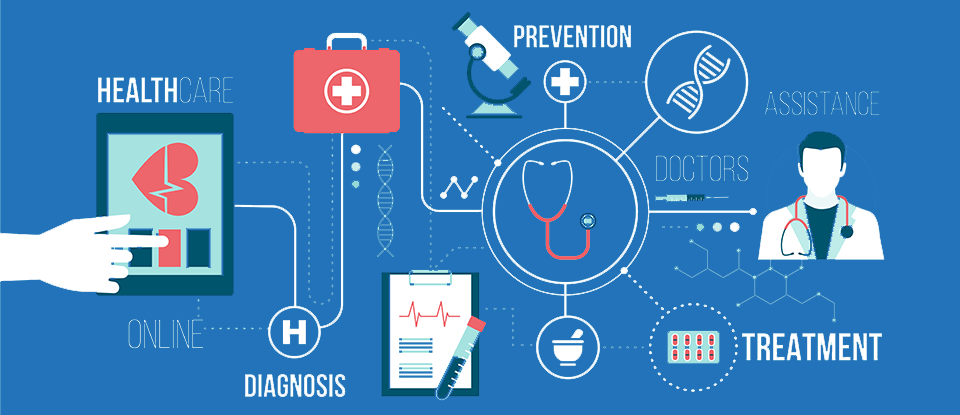 PREVENTION
HEALTHCARE
ASSISTANCE
DOCTORS
ONLINE
H
TREATMENT
DIAGNOSIS